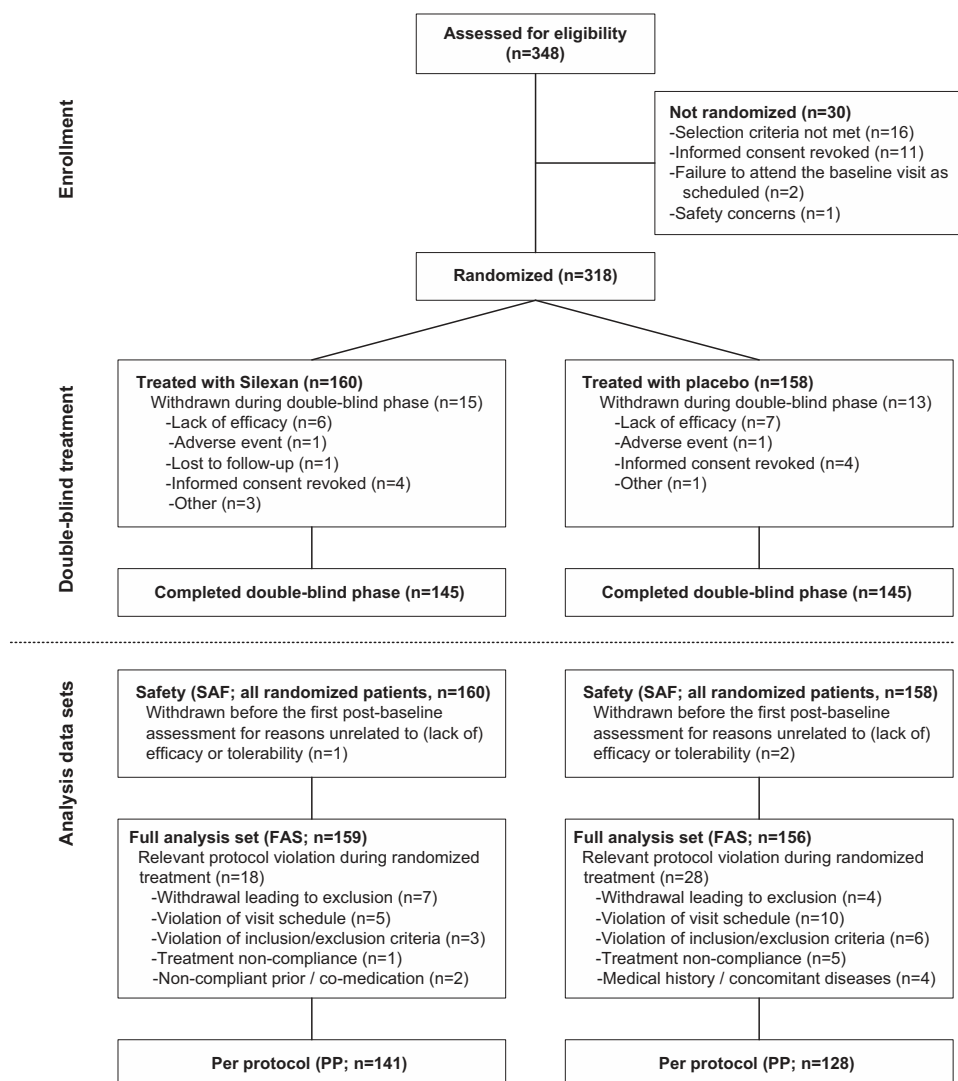 Assessed for eligibility
(n=348)
Enrollment
Not randomized (n=30)
-Selection criteria not met (n=16)
-Informed consent revoked (n=11)
-Failure to attend the baseline visit as
scheduled (n=2)
-Safety concerns (n=1)
Randomized (n=318)
Double-blind treatment
Treated with Silexan (n=160)
Withdrawn during double-blind phase (n=15)
-Lack of efficacy (n=6)
-Adverse event (n=1)
-Lost to follow-up (n=1)
-Informed consent revoked (n=4)
-Other (n=3)
Treated with placebo (n=158)
Withdrawn during double-blind phase (n=13)
-Lack of efficacy (n=7)
-Adverse event (n=1)
-Informed consent revoked (n=4)
-Other (n=1)
Completed double-blind phase (n=145)
Completed double-blind phase (n=145)
Analysis data sets
Safety (SAF; all randomized patients, n=160)
Withdrawn before the first post-baseline
assessment for reasons unrelated to (lack of)
efficacy or tolerability (n=1)
Safety (SAF; all randomized patients, n=158)
Withdrawn before the first post-baseline
assessment for reasons unrelated to (lack of)
efficacy or tolerability (n=2)
Full analysis set (FAS; n=159)
Relevant protocol violation during randomized
treatment (n=18)
-Withdrawal leading to exclusion (n=7)
-Violation of visit schedule (n=5)
-Violation of inclusion/exclusion criteria (n=3)
-Treatment non-compliance (n=1)
-Non-compliant prior / co-medication (n=2)
Full analysis set (FAS; n=156)
Relevant protocol violation during randomized
treatment (n=28)
-Withdrawal leading to exclusion (n=4)
-Violation of visit schedule (n=10)
-Violation of inclusion/exclusion criteria (n=6)
-Treatment non-compliance (n=5)
-Medical history / concomitant diseases (n=4)
Per protocol (PP; n=141)
Per protocol (PP; n=128)